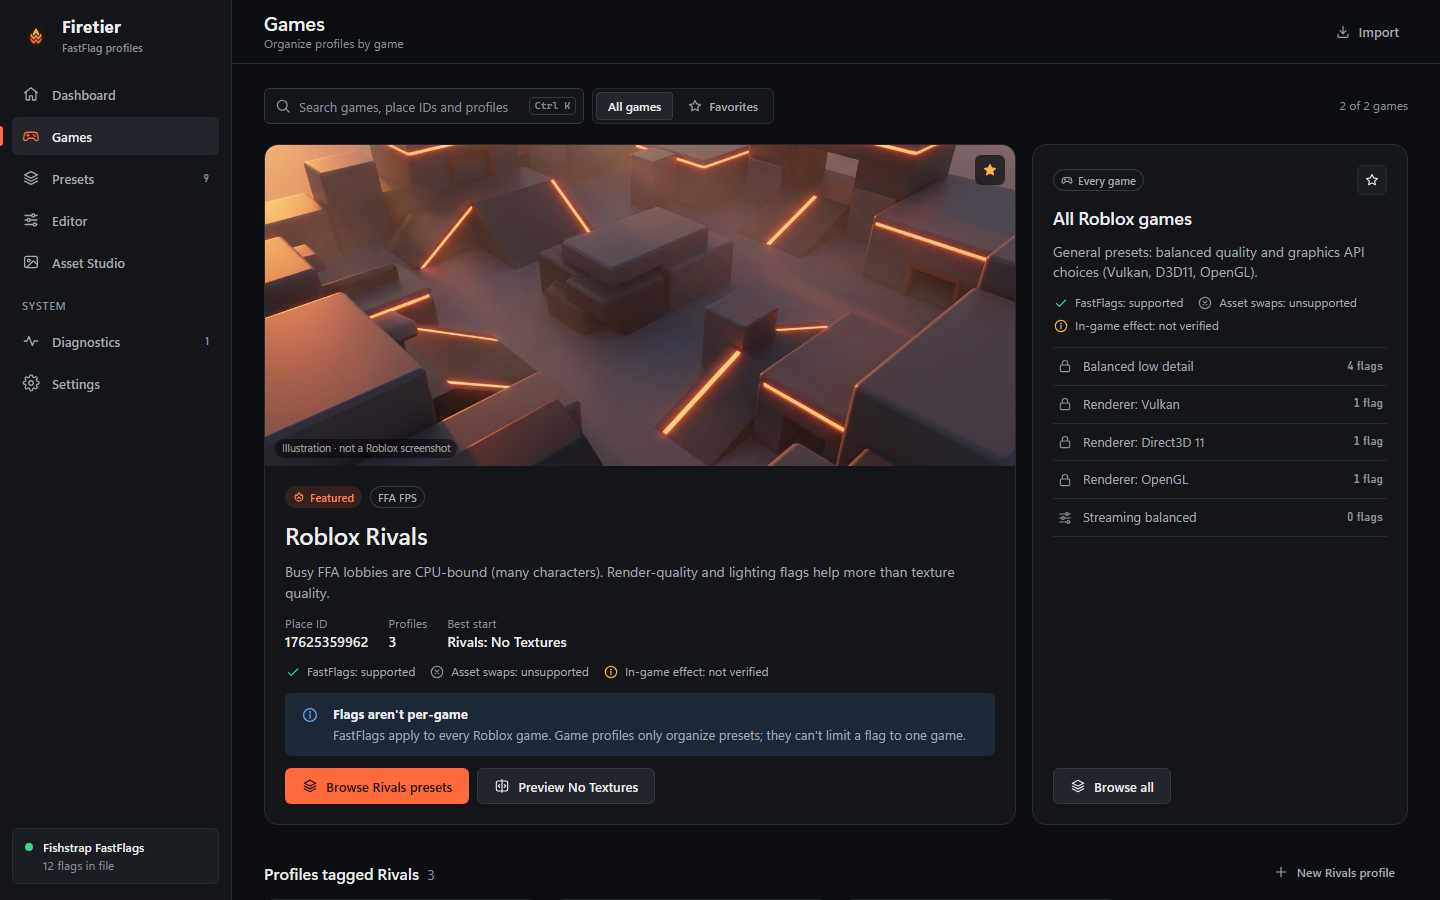 Firetier
FastFlag profiles
Dashboard
Games
Presets 9
Editor
Asset Studio
SYSTEM
Diagnostics 1
Settings
Fishstrap FastFlags
12 flags in file
Games
Organize profiles by game
Import
Search games, place IDs and profiles Ctrl K
All games
Favorites
2 of 2 games
Illustration · not a Roblox screenshot
Featured
FFA FPS
Roblox Rivals
Busy FFA lobbies are CPU-bound (many characters). Render-quality and lighting flags help more than texture
quality.
Place ID Profiles Best start
17625359962 3 Rivals: No Textures
FastFlags: supported Asset swaps: unsupported In-game effect: not verified
Flags aren't per-game
FastFlags apply to every Roblox game. Game profiles only organize presets; they can't limit a flag to one game.
Browse Rivals presets
Preview No Textures
Every game
All Roblox games
General presets: balanced quality and graphics API
choices (Vulkan, D3D11, OpenGL).
FastFlags: supported Asset swaps: unsupported
In-game effect: not verified
Balanced low detail 4 flags
Renderer: Vulkan 1 flag
Renderer: Direct3D 11 1 flag
Renderer: OpenGL 1 flag
Streaming balanced 0 flags
Browse all
Profiles tagged Rivals 3
New Rivals profile